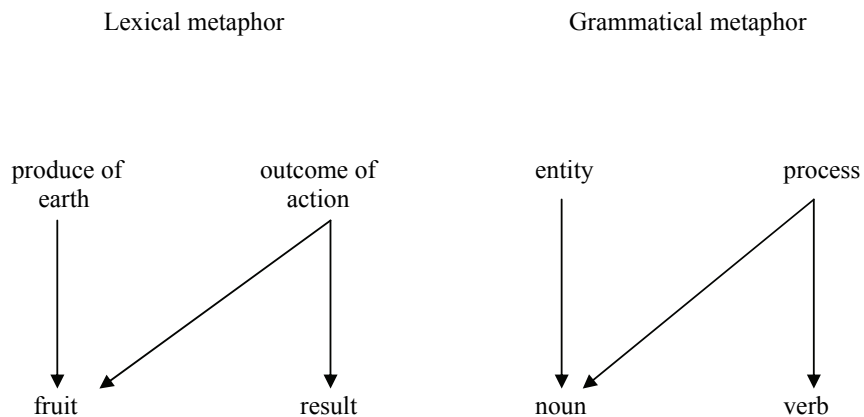 Lexical metaphor
Grammatical metaphor
produce of
earth
outcome of
action
entity
process
fruit
result
noun
verb